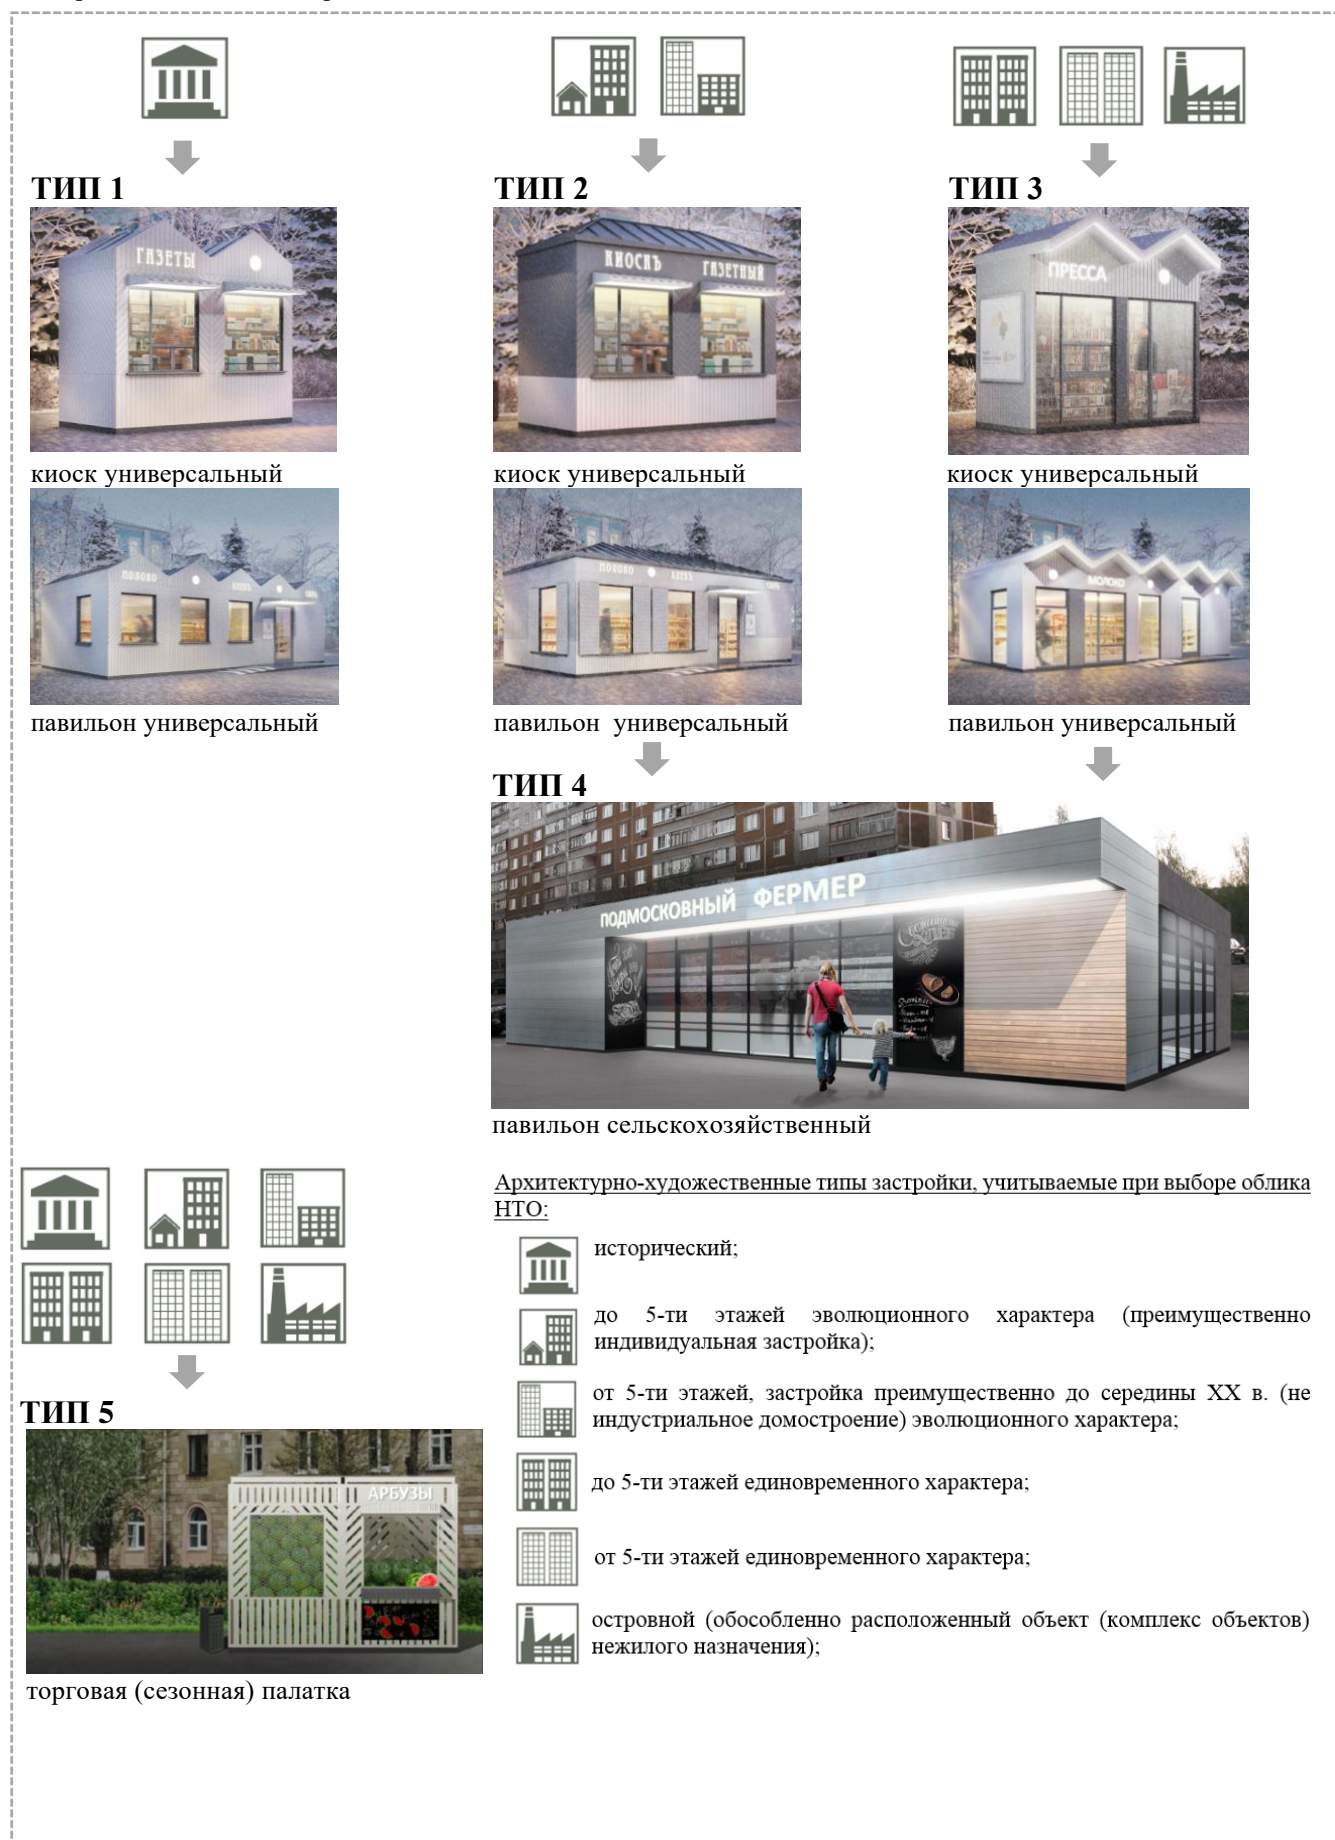 ТИП 1
ТИП 2
ТИП 3
ГАЗЕТЫ
КИОСКЪ
ГАЗЕТНЫЙ
ПРЕССА
киоск универсальный
киоск универсальный
киоск универсальный
МОЛОКО
ХЛЕБЪ
МОЛОКО
ХЛЕБЪ
МОЛОКО
павильон универсальный
павильон универсальный
павильон универсальный
ТИП 4
ПОДМОСКОВНЫЙ ФЕРМЕР
павильон сельскохозяйственный
Архитектурно-художественные типы застройки, учитываемые при выборе облика
НТО:
исторический;
до 5-ти этажей эволюционного характера (преимущественно
индивидуальная застройка);
от 5-ти этажей, застройка преимущественно до середины XX в. (не
индустриальное домостроение) эволюционного характера;
до 5-ти этажей единовременного характера;
от 5-ти этажей единовременного характера;
островной (обособленно расположенный объект (комплекс объектов)
нежилого назначения);
ТИП 5
АРБУЗЫ
торговая (сезонная) палатка